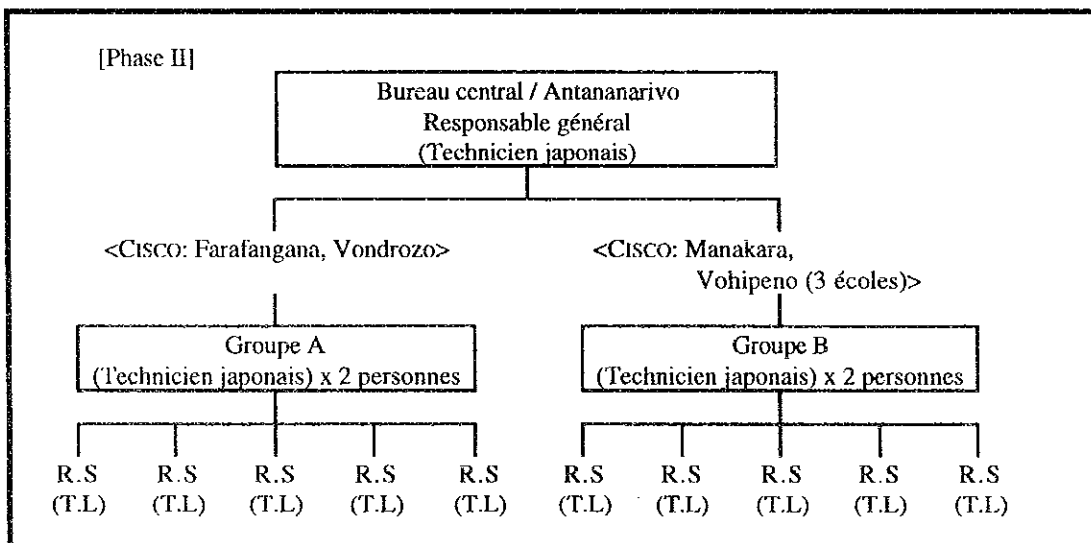 [Phase II]
Bureau central / Antananarivo
Responsable général
(Technicien japonais)
<CISCO: Farafangana, Vondrozo>
<CISCO: Manakara,
Vohipeno (3 écoles)>
Groupe A
(Technicien japonais) x 2 personnes
Groupe B
(Technicien japonais) x 2 personnes
R.S R.S R.S R.S R.S R.S R.S R.S R.S R.S
(T.L) (T.L) (T.L) (T.L) (T.L) (T.L) (T.L) (T.L) (T.L) (T.L)